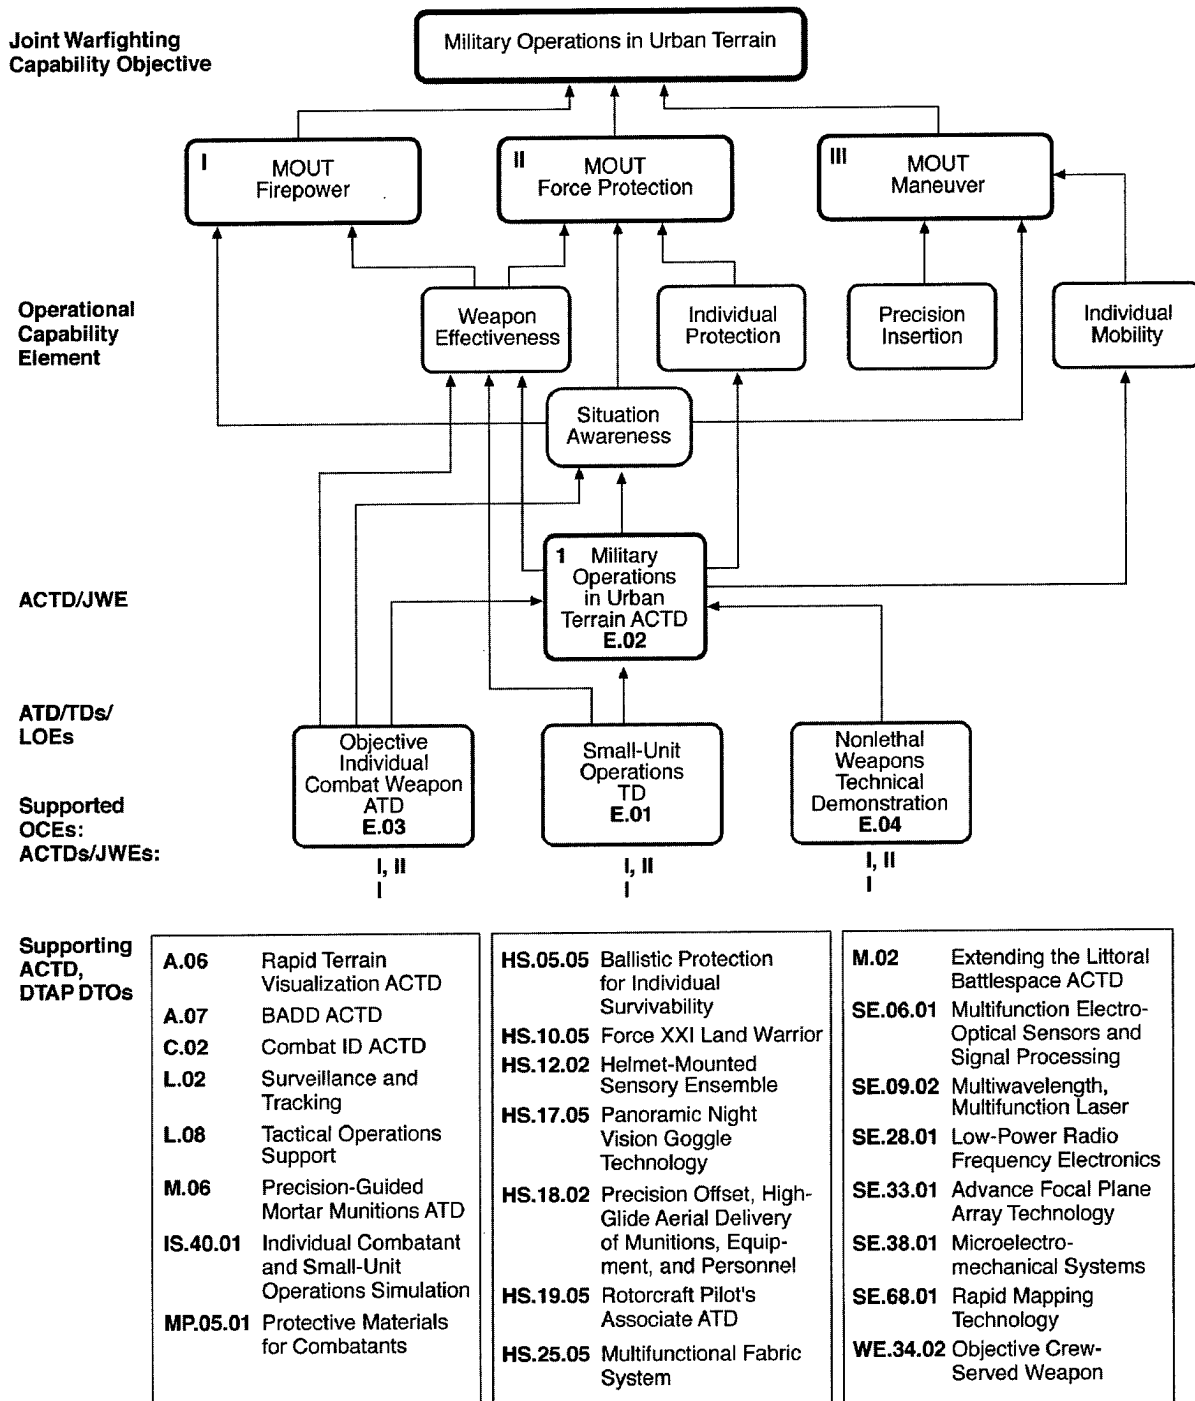 Joint Warfighting
Capability Objective
Military Operations in Urban Terrain
I
MOUT
Firepower
II
MOUT
Force Protection
III
MOUT
Maneuver
Operational
Capability
Element
Weapon
Effectiveness
Individual
Protection
Precision
Insertion
Individual
Mobility
Situation
Awareness
ACTD/JWE
1 Military
Operations
in Urban
Terrain ACTD
E.02
ATD/TDs/
LOEs
Objective
Individual
Combat Weapon
ATD
E.03
Small-Unit
Operations
TD
E.01
Nonlethal
Weapons
Technical
Demonstration
E.04
Supported
OCEs:
ACTDs/JWEs:
I, II
I
I, II
I
I, II
I
Supporting
ACTD,
DTAP DTOs
A.06 Rapid Terrain
Visualization ACTD
A.07 BADD ACTD
C.02 Combat ID ACTD
L.02 Surveillance and
Tracking
L.08 Tactical Operations
Support
M.06 Precision-Guided
Mortar Munitions ATD
IS.40.01 Individual Combatant
and Small-Unit
Operations Simulation
MP.05.01 Protective Materials
for Combatants
HS.05.05 Ballistic Protection
for Individual
Survivability
HS.10.05 Force XXI Land Warrior
HS.12.02 Helmet-Mounted
Sensory Ensemble
HS.17.05 Panoramic Night
Vision Goggle
Technology
HS.18.02 Precision Offset, High-
Glide Aerial Delivery
of Munitions, Equip-
ment, and Personnel
HS.19.05 Rotorcraft Pilot's
Associate ATD
HS.25.05 Multifunctional Fabric
System
M.02 Extending the Littoral
Battlespace ACTD
SE.06.01 Multifunction Electro-
Optical Sensors and
Signal Processing
SE.09.02 Multiwavelength,
Multifunction Laser
SE.28.01 Low-Power Radio
Frequency Electronics
SE.33.01 Advance Focal Plane
Array Technology
SE.38.01 Microelectro-
mechanical Systems
SE.68.01 Rapid Mapping
Technology
WE.34.02 Objective Crew-
Served Weapon